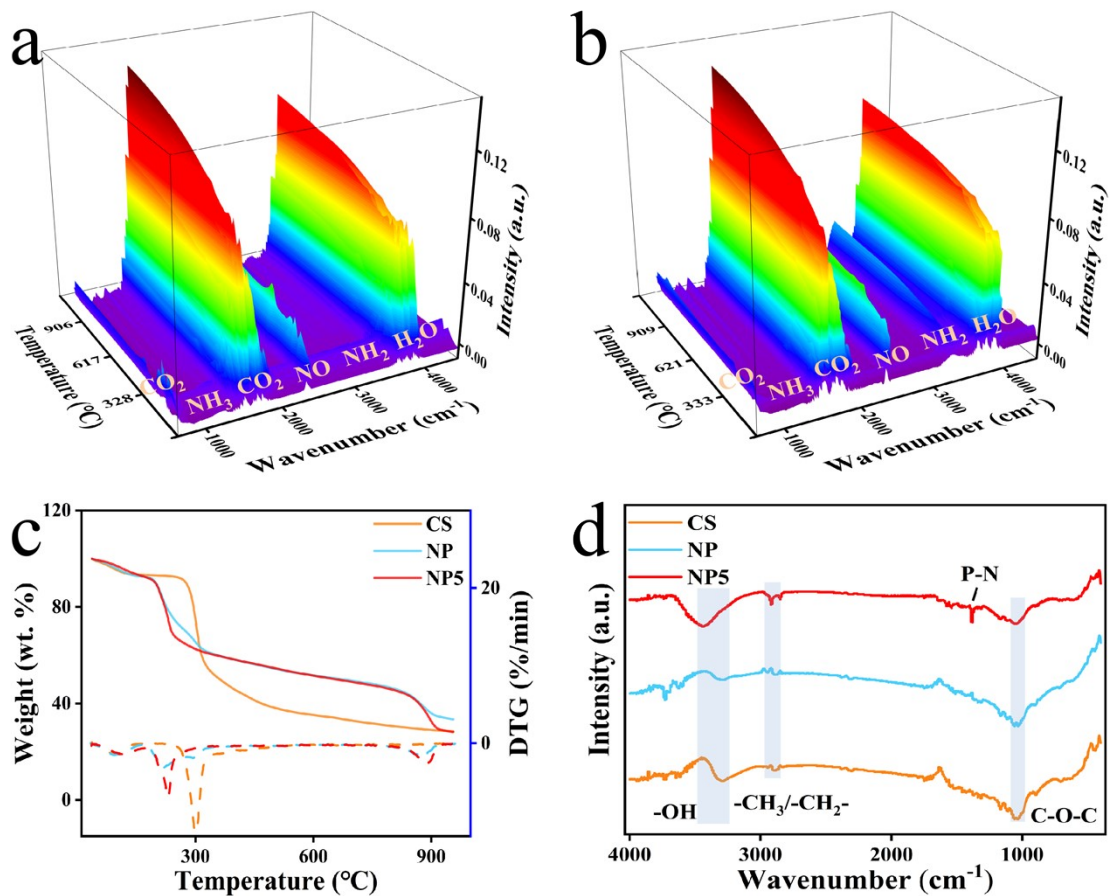 a
0.12
0.08
0.04
0.00
Intensity (a.u.)
906
617
328
Temperature (℃)
CO₂ NH₃ CO₂ NO NH₂ H₂O
1000 2000 3000 4000
Wavenumber (cm⁻¹)
b
0.12
0.08
0.04
0.00
Intensity (a.u.)
909
621
333
Temperature (℃)
CO₂ NH₃ CO₂ NO NH₂ H₂O
1000 2000 3000 4000
Wavenumber (cm⁻¹)
c
120
80
40
0
Weight (wt. %)
CS
NP
NP5
20
0
DTG (%/min)
300 600 900
Temperature (℃)
d
CS
NP
NP5
P-N
Intensity (a.u.)
-OH
-CH₃/-CH₂-
C-O-C
4000 3000 2000 1000
Wavenumber (cm⁻¹)